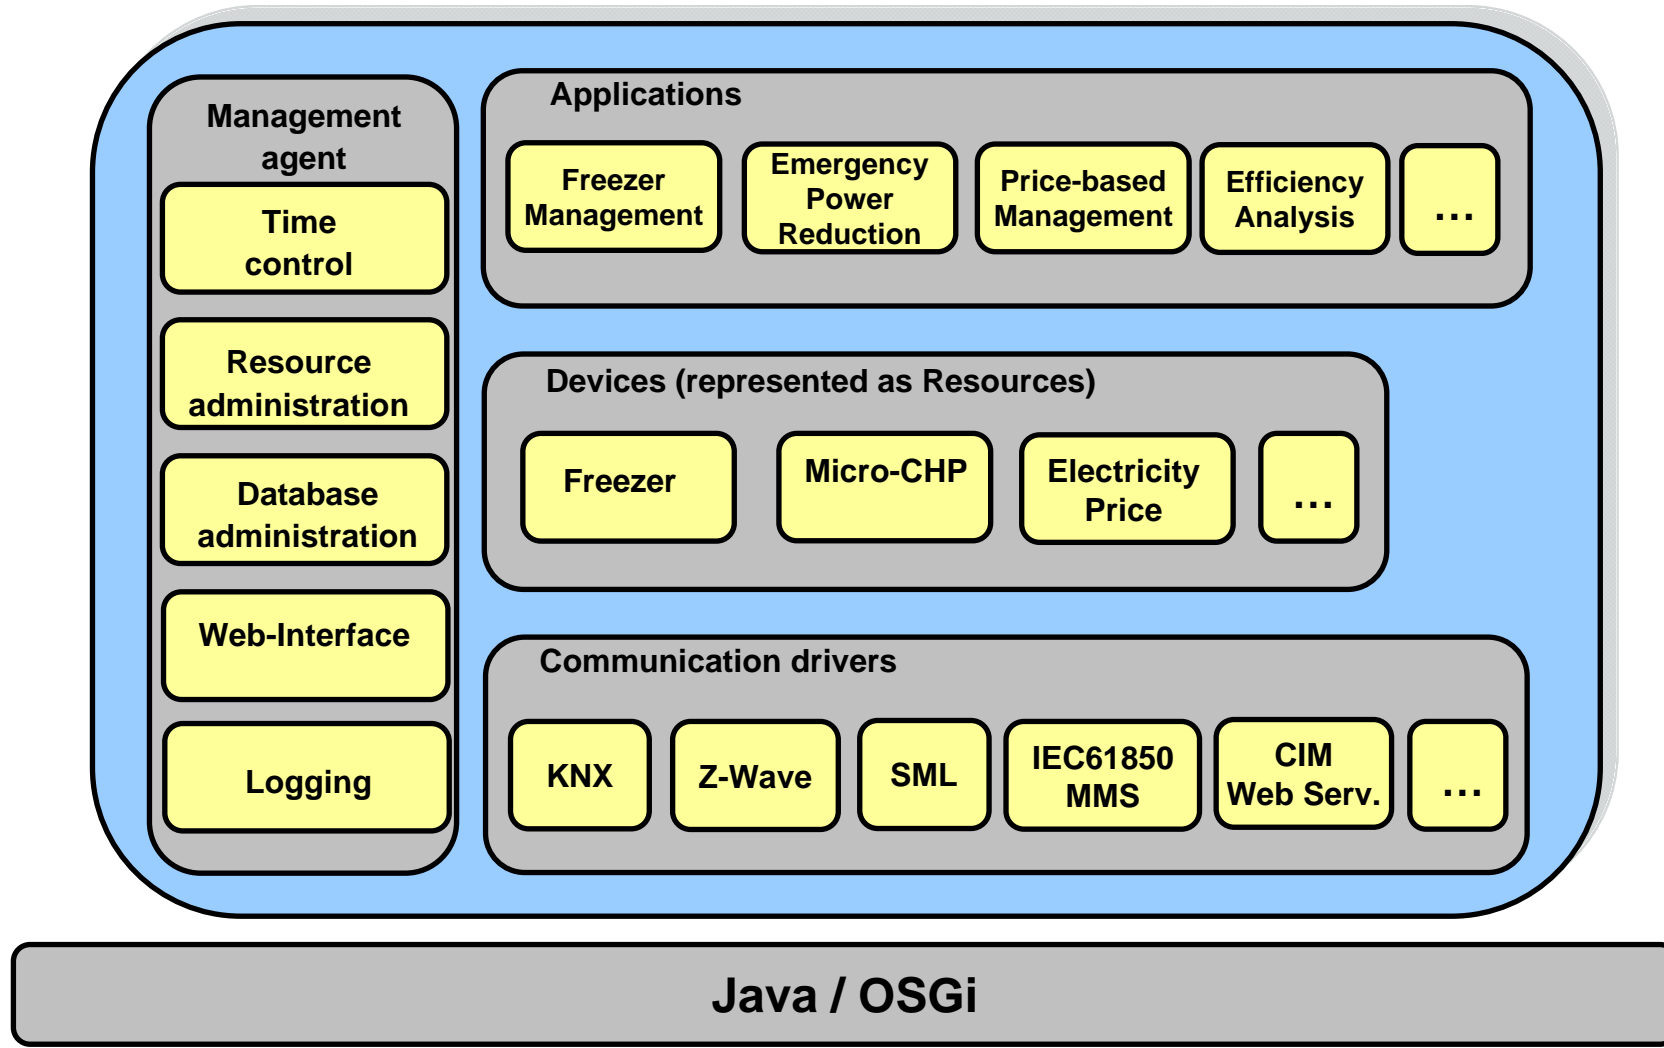 Management
agent
Time
control
Resource
administration
Database
administration
Web-Interface
Logging
Applications
Freezer
Management
Emergency
Power
Reduction
Price-based
Management
Efficiency
Analysis
...
Devices (represented as Resources)
Freezer
Micro-CHP
Electricity
Price
...
Communication drivers
KNX
Z-Wave
SML
IEC61850
MMS
CIM
Web Serv.
...
Java / OSGi